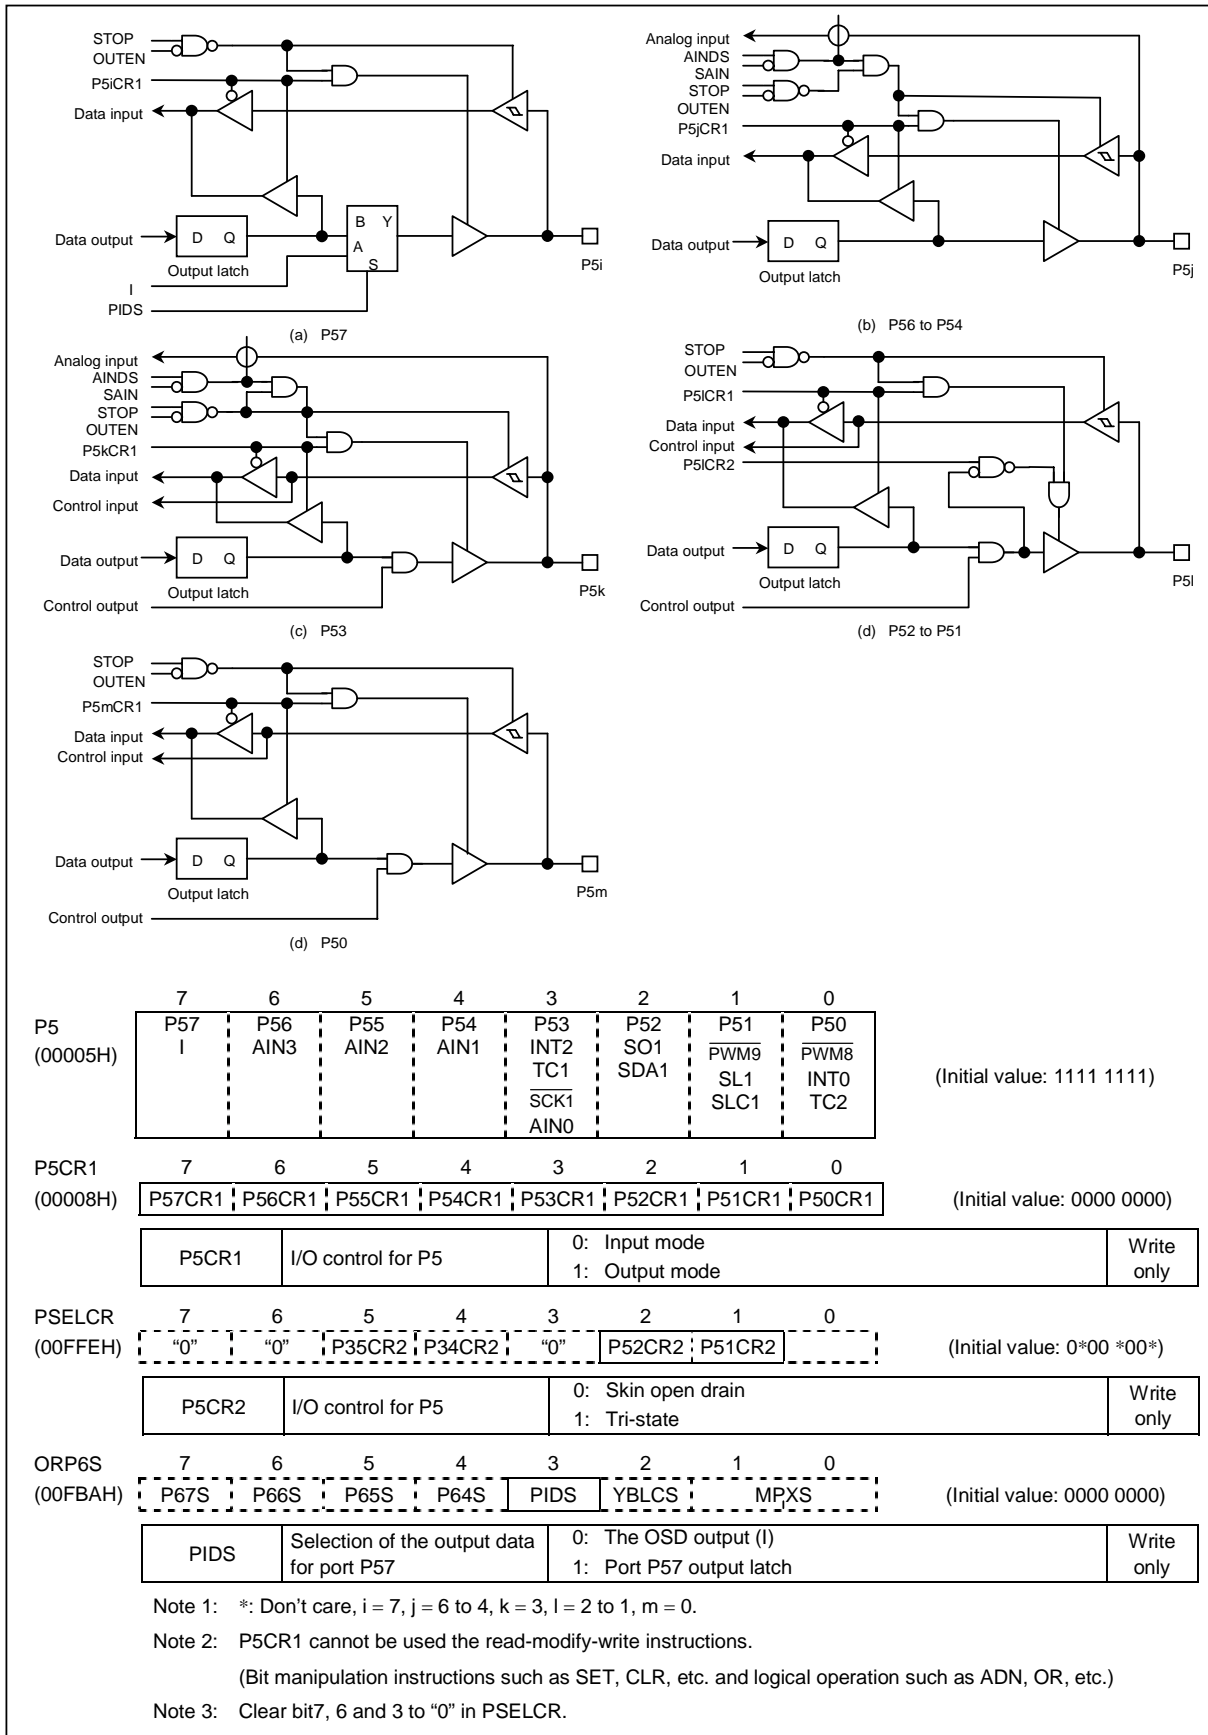 STOP
OUTEN
P5iCR1
Data input
Data output
D Q
Output latch
B Y
A
S
P5i
I
PIDS
(a) P57
Analog input
AINDS
SAIN
STOP
OUTEN
P5jCR1
Data input
Data output
D Q
Output latch
P5j
(b) P56 to P54
Analog input
AINDS
SAIN
STOP
OUTEN
P5kCR1
Data input
Control input
Data output
D Q
Output latch
P5k
Control output
(c) P53
STOP
OUTEN
P5lCR1
Data input
Control input
P5lCR2
Data output
D Q
Output latch
P5l
Control output
(d) P52 to P51
STOP
OUTEN
P5mCR1
Data input
Control input
Data output
D Q
Output latch
P5m
Control output
(d) P50
7 6 5 4 3 2 1 0
P5 P57 P56 P55 P54 P53 P52 P51 P50
(00005H) I AIN3 AIN2 AIN1 INT2 SO1 PWM9 PWM8
TC1 SDA1 SL1 INT0
SCK1 SLC1 TC2
AIN0
(Initial value: 1111 1111)
P5CR1 7 6 5 4 3 2 1 0
(00008H) P57CR1 P56CR1 P55CR1 P54CR1 P53CR1 P52CR1 P51CR1 P50CR1 (Initial value: 0000 0000)
P5CR1 I/O control for P5 0: Input mode
1: Output mode
Write
only
PSELCR 7 6 5 4 3 2 1 0
(00FFEH) “0” “0” P35CR2 P34CR2 “0” P52CR2 P51CR2 (Initial value: 0*00 *00*)
P5CR2 I/O control for P5 0: Skin open drain
1: Tri-state
Write
only
ORP6S 7 6 5 4 3 2 1 0
(00FBAH) P67S P66S P65S P64S PIDS YBLCS MPXS (Initial value: 0000 0000)
PIDS Selection of the output data
for port P57
0: The OSD output (I)
1: Port P57 output latch
Write
only
Note 1: *: Don’t care, i = 7, j = 6 to 4, k = 3, l = 2 to 1, m = 0.
Note 2: P5CR1 cannot be used the read-modify-write instructions.
(Bit manipulation instructions such as SET, CLR, etc. and logical operation such as ADN, OR, etc.)
Note 3: Clear bit7, 6 and 3 to “0” in PSELCR.